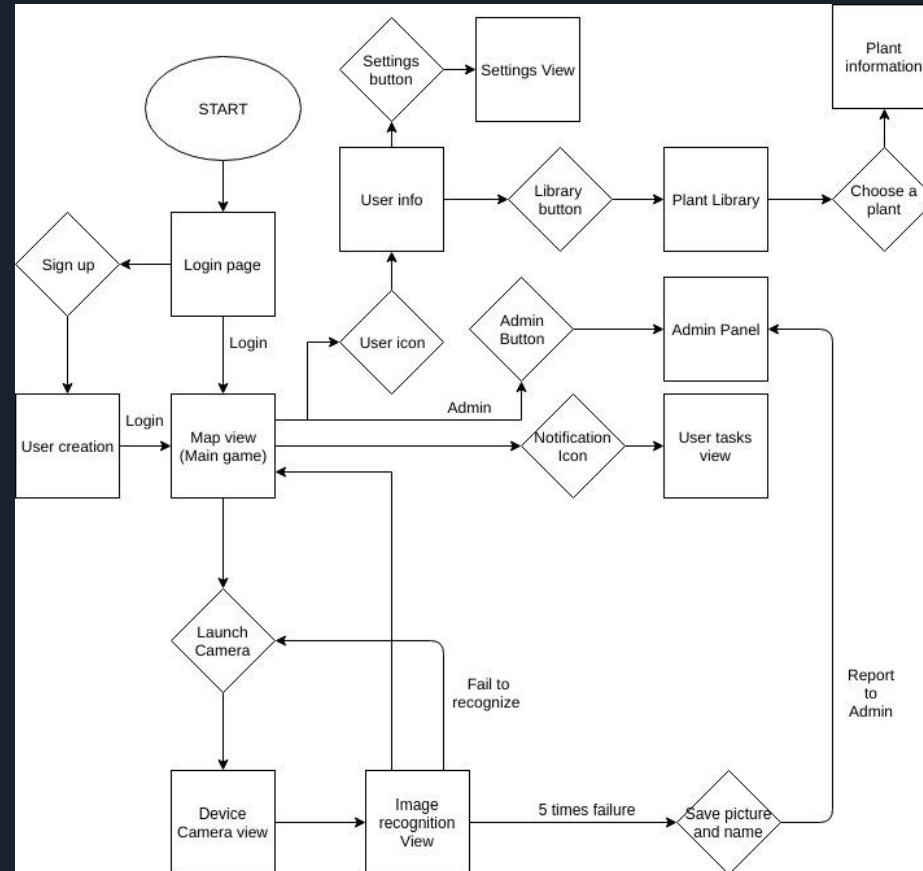 Settings
button
Settings View
Plant
information
START
User info
Library
button
Plant Library
Choose a
plant
Sign up
Login page
Login
User icon
Admin
Button
Admin Panel
Admin
User creation
Login
Map view
(Main game)
Notification
Icon
User tasks
view
Launch
Camera
Fail to
recognize
Report
to
Admin
Device
Camera view
Image
recognition
View
5 times failure
Save picture
and name